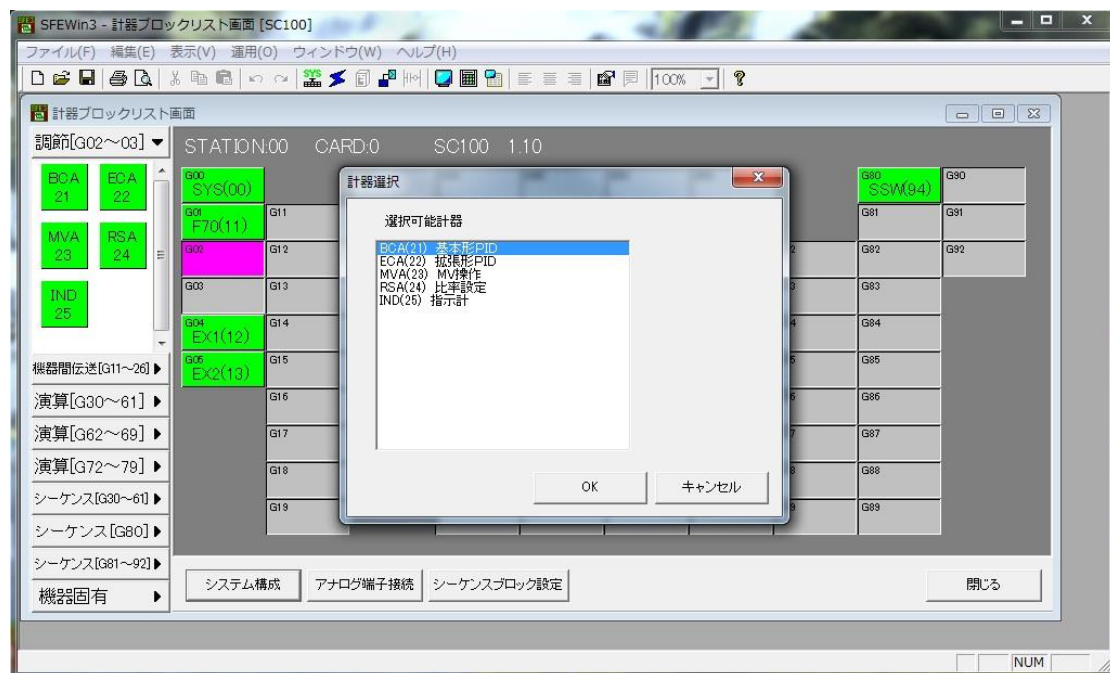 SFEWin3 - 計器ブロックリスト画面 [SC100]
ファイル(F) 編集(E) 表示(V) 運用(O) ウィンドウ(W) ヘルプ(H)
SYS 100%
計器ブロックリスト画面
調節[G02～03]
STATION:00 CARD:0 SC100 1.10
BCA 21
ECA 22
MVA 23
RSA 24
IND 25
機器間伝送[G11～26]
演算[G30～61]
演算[G62～69]
演算[G72～79]
シーケンス[G30～61]
シーケンス[G80]
シーケンス[G81～92]
機器固有
G00 SYS(00)
G01 F70(11)
G02
G03
G04 EX1(12)
G05 EX2(13)
G11
G12
G13
G14
G15
G16
G17
G18
G19
計器選択
選択可能計器
BCA(21) 基本形PID
ECA(22) 拡張形PID
MVA(23) MV操作
RSA(24) 比率設定
IND(25) 指示計
OK
キャンセル
G80 SSW(94)
G81
G82
G83
G84
G85
G86
G87
G88
G89
G90
G91
G92
システム構成
アナログ端子接続
シーケンスブロック設定
閉じる
NUM